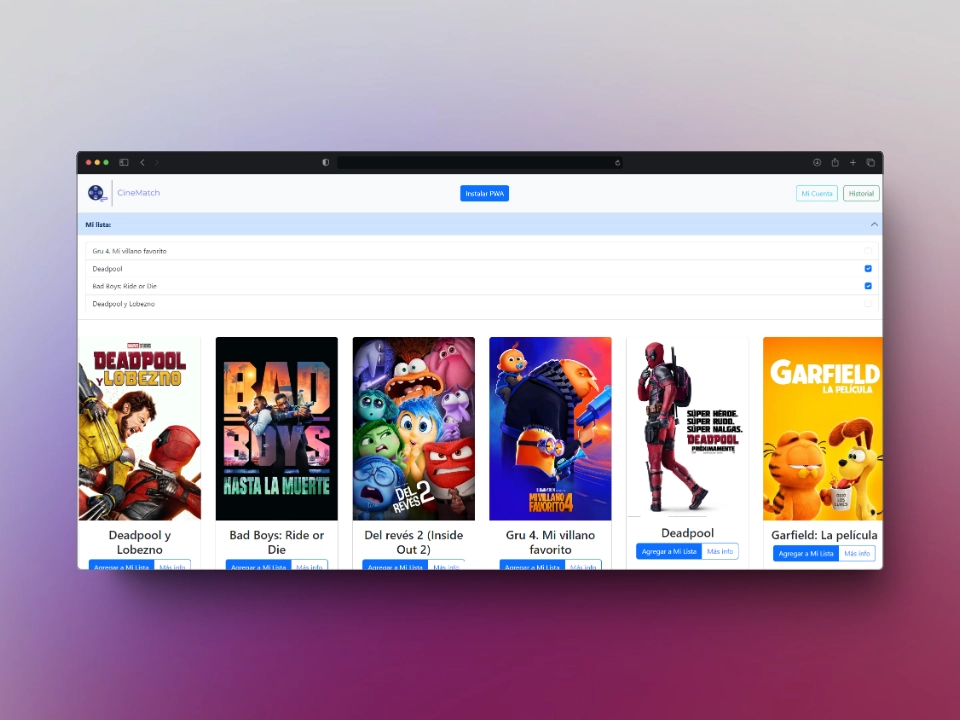 CineMatch
Instalar PWA
Mi Cuenta
Historial
Mi lista:
Gru 4. Mi villano favorito
Deadpool
Bad Boys: Ride or Die
Deadpool y Lobezno
MARVEL STUDIOS
DEADPOOL
Y LOBEZNO
BAD
BOYS
HASTA LA MUERTE
DEL
REVÉS 2
MI VILLANO
FAVORITO 4
SÚPER HÉROE.
SÚPER RUDO.
SÚPER NALGAS.
DEADPOOL
PRÓXIMAMENTE
GARFIELD
LA PELÍCULA
Deadpool y
Lobezno
Agregar a Mi Lista
Más info
Bad Boys: Ride or
Die
Agregar a Mi Lista
Más info
Del revés 2 (Inside
Out 2)
Agregar a Mi Lista
Más info
Gru 4. Mi villano
favorito
Agregar a Mi Lista
Más info
Deadpool
Agregar a Mi Lista
Más info
Garfield: La película
Agregar a Mi Lista
Más info